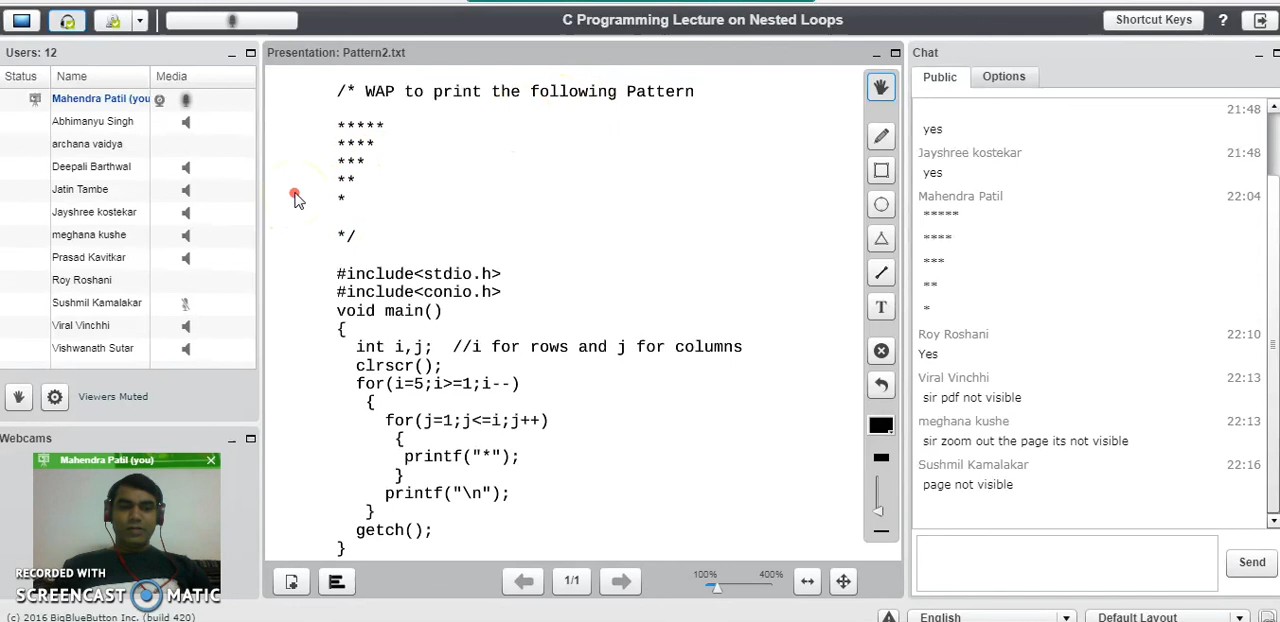 C Programming Lecture on Nested Loops
Shortcut Keys
?
Users: 12
Status Name Media
Mahendra Patil (you
Abhimanyu Singh
archana vaidya
Deepali Barthwal
Jatin Tambe
Jayshree kostekar
meghana kushe
Prasad Kavitkar
Roy Roshani
Sushmil Kamalakar
Viral Vinchhi
Vishwanath Sutar
Viewers Muted
Webcams
Mahendra Patil (you)
RECORDED WITH
SCREENCAST MATIC
(c) 2016 BigBlueButton Inc. (build 420)
Presentation: Pattern2.txt
/* WAP to print the following Pattern
*****
****
***
**
*
*/
#include<stdio.h>
#include<conio.h>
void main()
{
int i,j; //i for rows and j for columns
clrscr();
for(i=5;i>=1;i--)
{
for(j=1;j<=i;j++)
{
printf("*");
}
printf("\n");
}
getch();
}
T
1/1
100% 400%
Chat
Public Options
21:48
yes
Jayshree kostekar 21:48
yes
Mahendra Patil 22:04
*****
****
***
**
*
Roy Roshani 22:10
Yes
Viral Vinchhi 22:13
sir pdf not visible
meghana kushe 22:13
sir zoom out the page its not visible
Sushmil Kamalakar 22:16
page not visible
Send
English
Default Layout